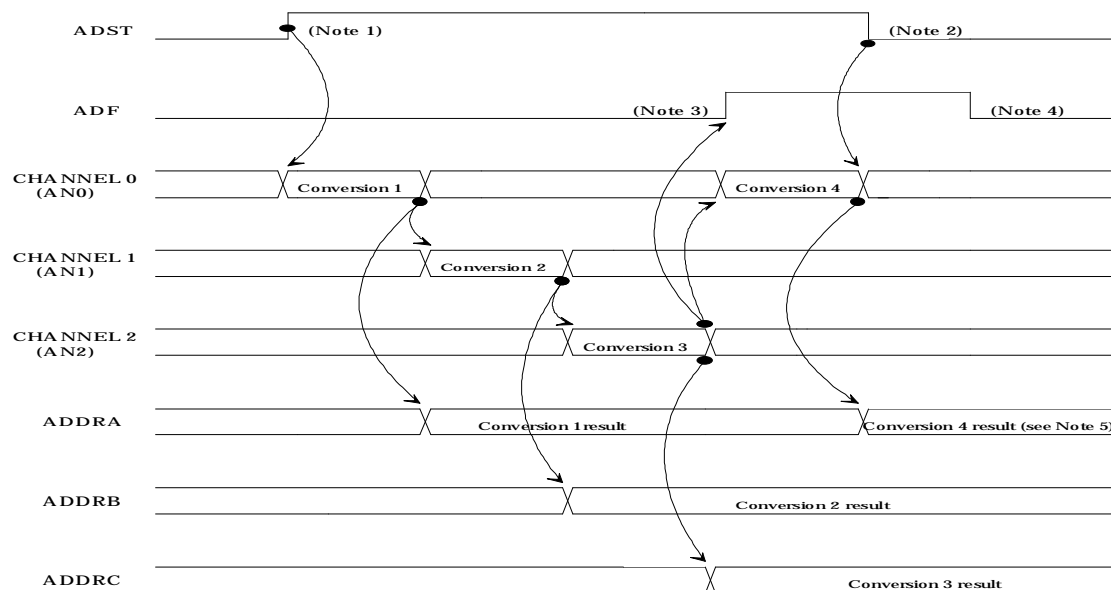 ADST
(Note 1)
(Note 2)
ADF
(Note 3)
(Note 4)
CHANNEL 0
(AN0)
Conversion 1
Conversion 4
CHANNEL 1
(AN1)
Conversion 2
CHANNEL 2
(AN2)
Conversion 3
ADDRA
Conversion 1 result
Conversion 4 result (see Note 5)
ADDRB
Conversion 2 result
ADDRC
Conversion 3 result